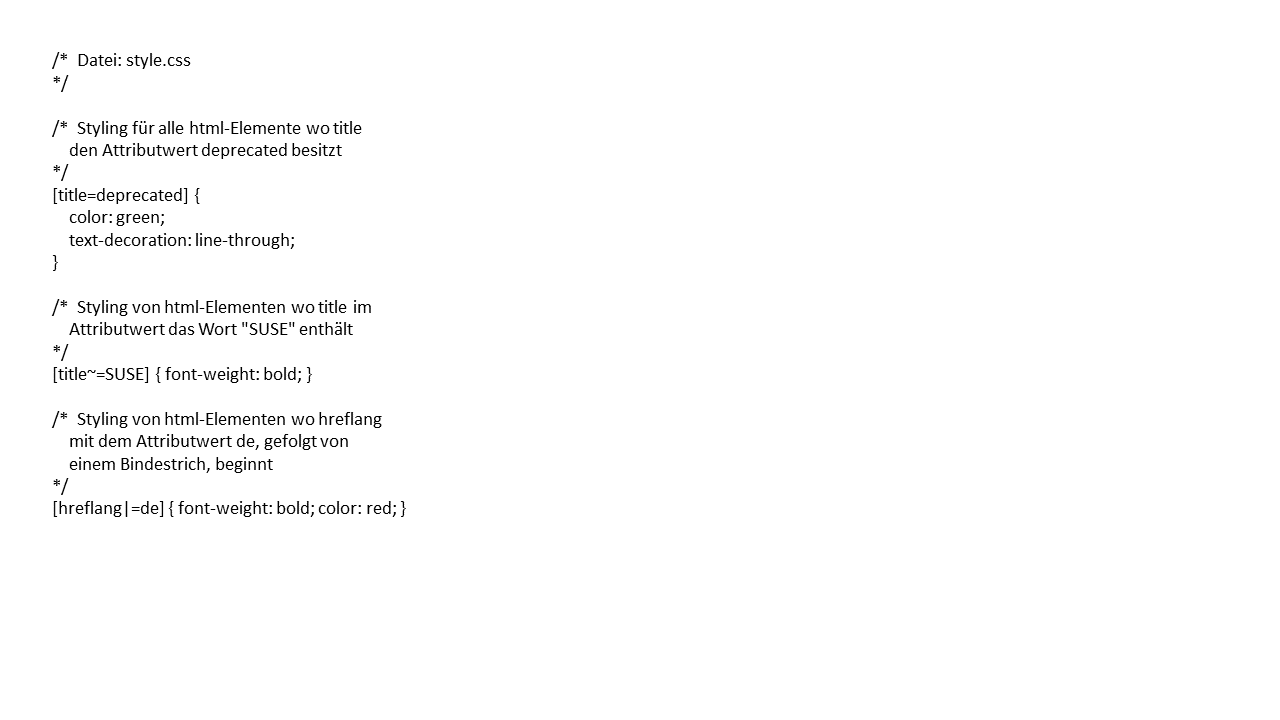 /*  Datei: style.css
*/
/*  Styling für alle html-Elemente wo title
den Attributwert deprecated besitzt
*/
[title=deprecated] {
color: green;
text-decoration: line-through;
}
/*  Styling von html-Elementen wo title im
Attributwert das Wort "SUSE" enthält
*/
[title~=SUSE] { font-weight: bold; }
/*  Styling von html-Elementen wo hreflang
mit dem Attributwert de, gefolgt von
einem Bindestrich, beginnt
*/
[hreflang|=de] { font-weight: bold; color: red; }